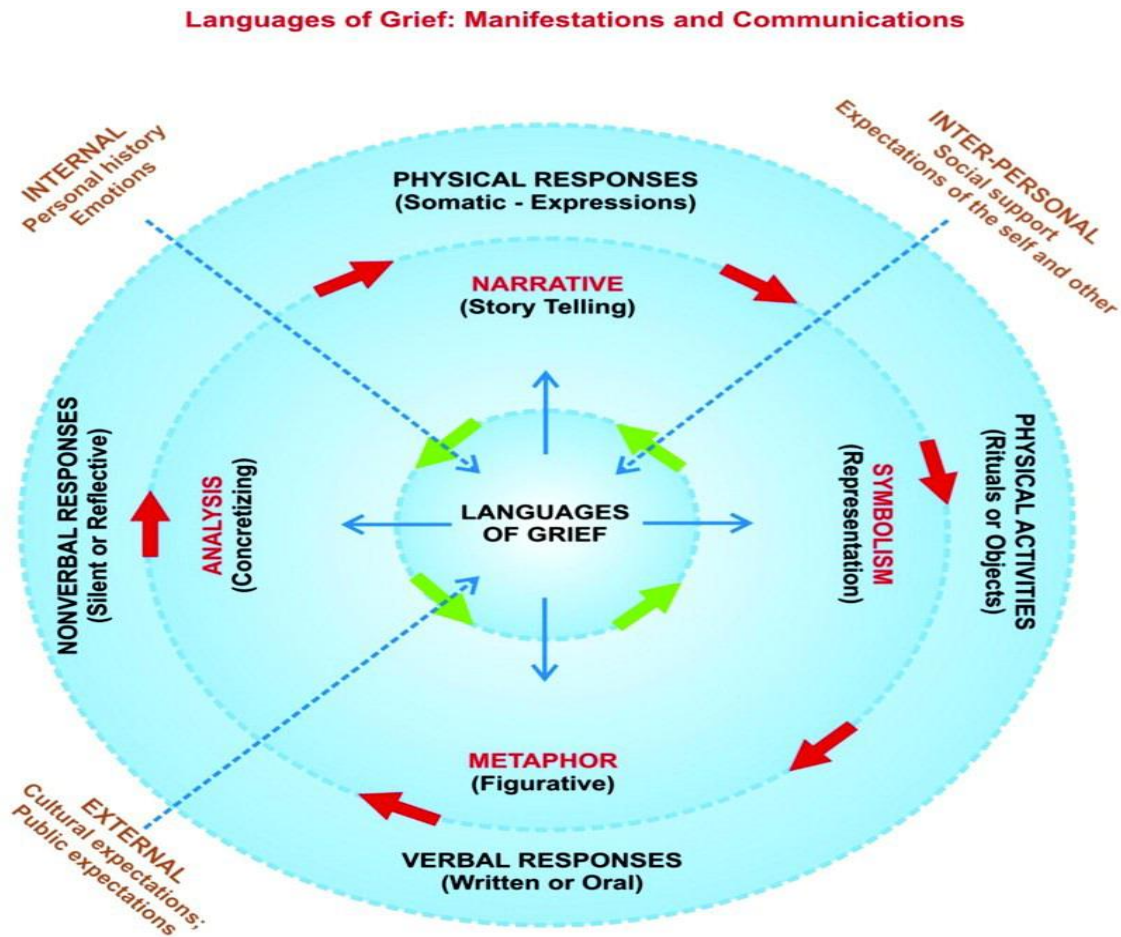 Languages of Grief: Manifestations and Communications
INTERNAL
Personal history
Emotions
INTER-PERSONAL
Social support
Expectations of the self and other
PHYSICAL RESPONSES
(Somatic - Expressions)
NARRATIVE
(Story Telling)
NONVERBAL RESPONSES
(Silent or Reflective)
ANALYSIS
(Concretizing)
LANGUAGES
OF GRIEF
SYMBOLISM
(Representation)
PHYSICAL ACTIVITIES
(Rituals or Objects)
METAPHOR
(Figurative)
VERBAL RESPONSES
(Written or Oral)
EXTERNAL
Cultural expectations;
Public expectations